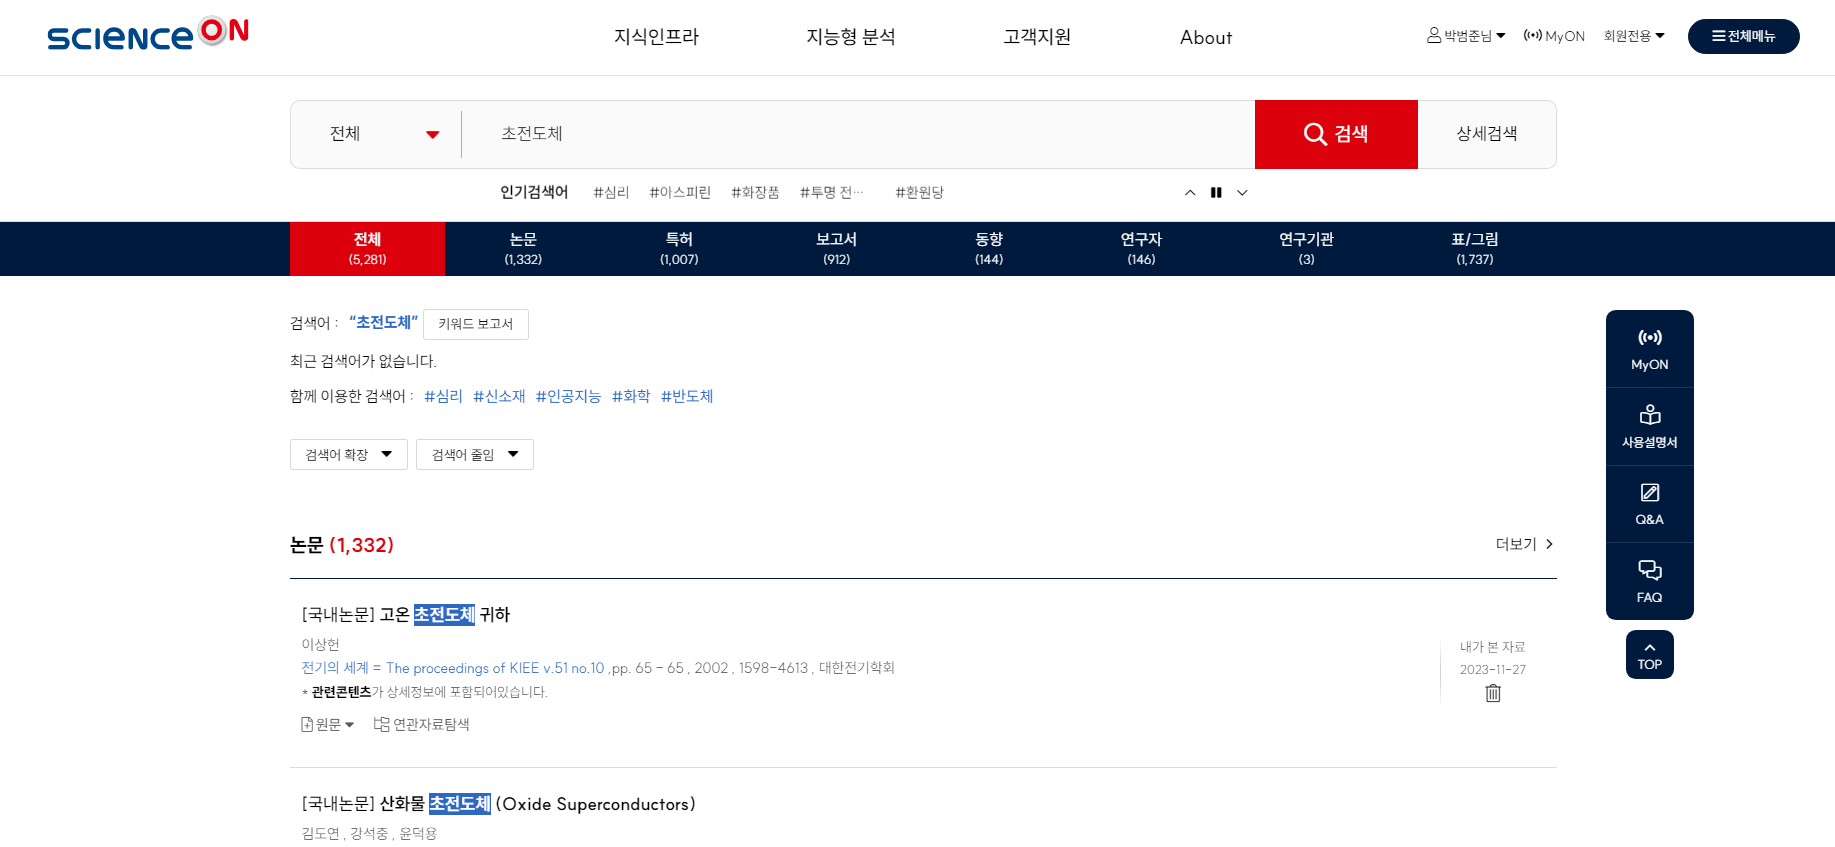 SCIENCE ON
지식인프라 지능형 분석 고객지원 About 박범준님 MyON 회원전용 전체메뉴
전체 초전도체 검색 상세검색
인기검색어 #심리 #아스피린 #화장품 #투명 전··· #환원당
전체 논문 특허 보고서 동향 연구자 연구기관 표/그림
(5,281) (1,332) (1,007) (912) (144) (146) (3) (1,737)
검색어 : “초전도체” 키워드 보고서
최근 검색어가 없습니다.
함께 이용한 검색어 : #심리 #신소재 #인공지능 #화학 #반도체
검색어 확장 검색어 줄임
논문 (1,332) 더보기
[국내논문] 고온 초전도체 귀하
이상헌
전기의 세계 = The proceedings of KIEE v.51 no.10 ,pp. 65 - 65 , 2002 , 1598-4613 , 대한전기학회
* 관련콘텐츠가 상세정보에 포함되어있습니다.
원문 연관자료탐색
내가 본 자료
2023-11-27
[국내논문] 산화물 초전도체 (Oxide Superconductors)
김도연 , 강석중 , 윤덕용
MyON
사용설명서
Q&A
FAQ
TOP